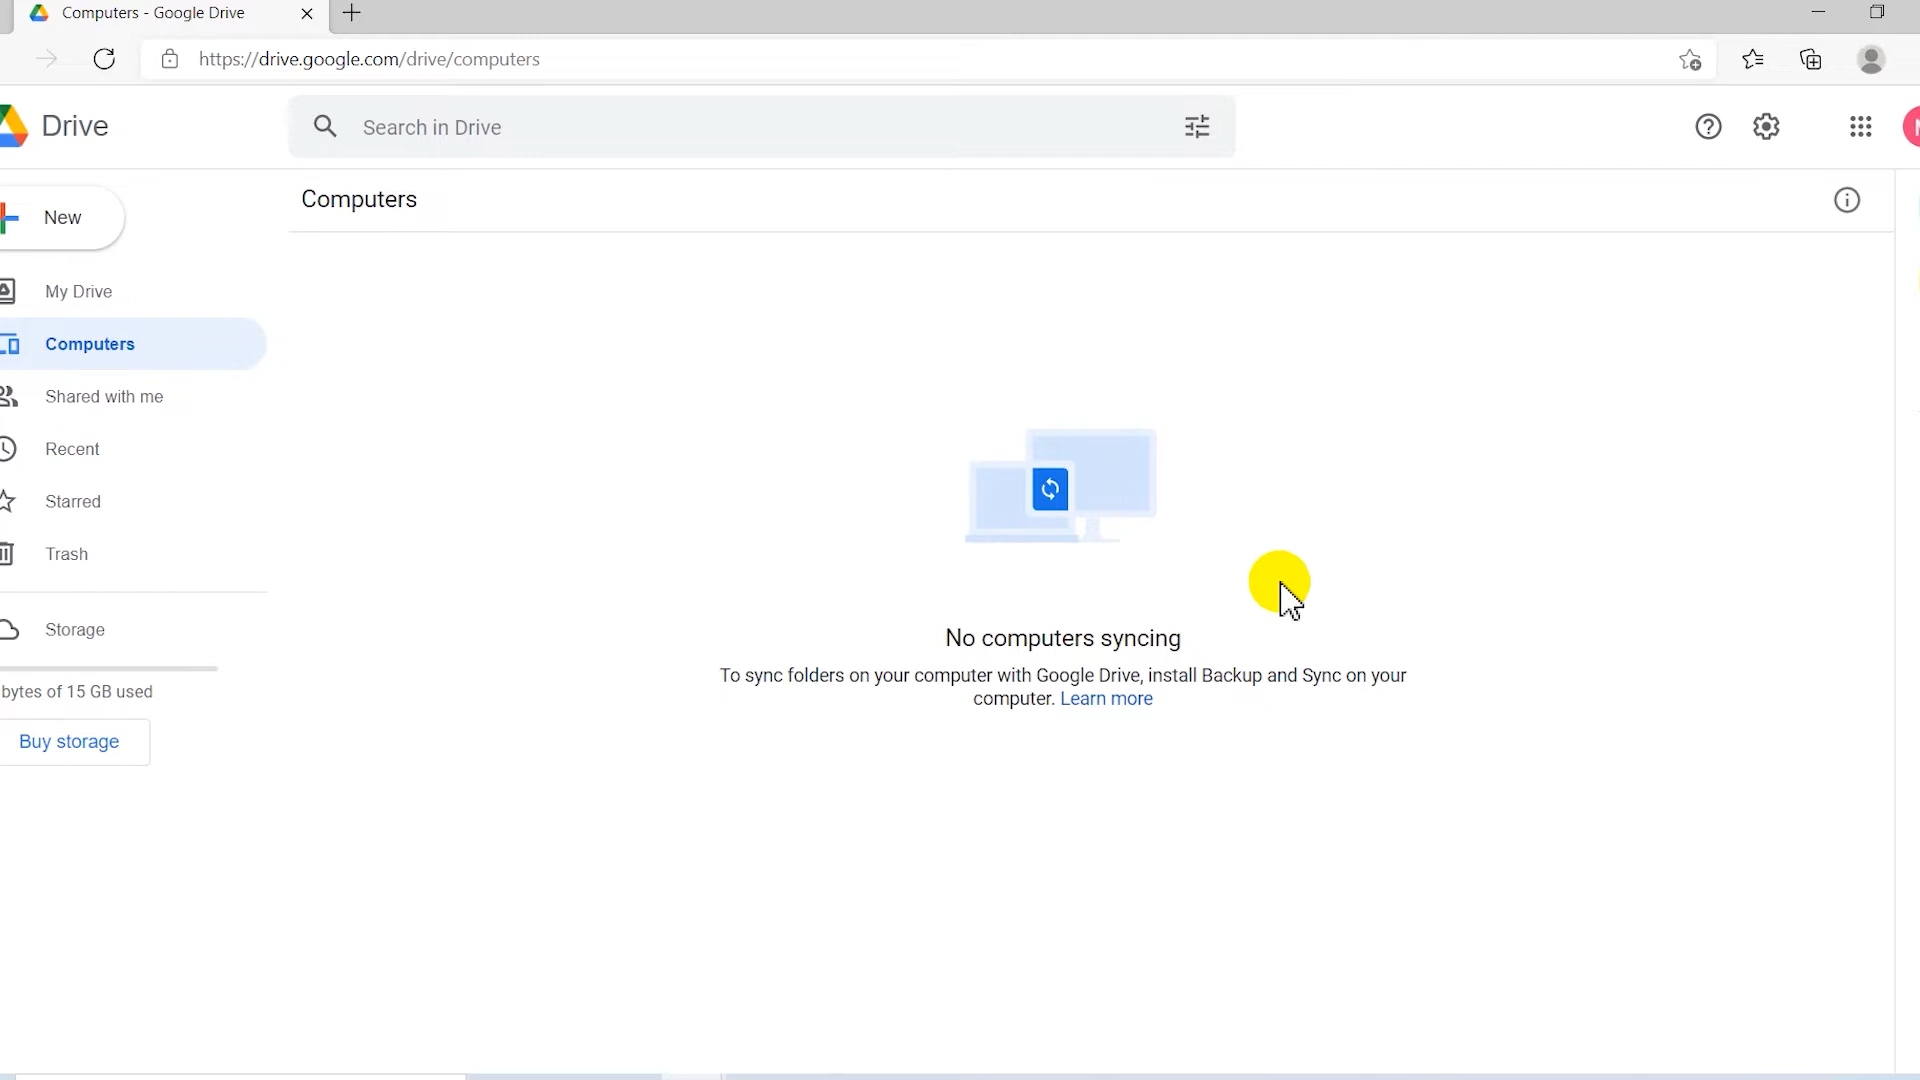 Computers - Google Drive
https://drive.google.com/drive/computers
Drive
Search in Drive
New
Computers
My Drive
Computers
Shared with me
Recent
Starred
Trash
Storage
bytes of 15 GB used
Buy storage
No computers syncing
To sync folders on your computer with Google Drive, install Backup and Sync on your
computer. Learn more